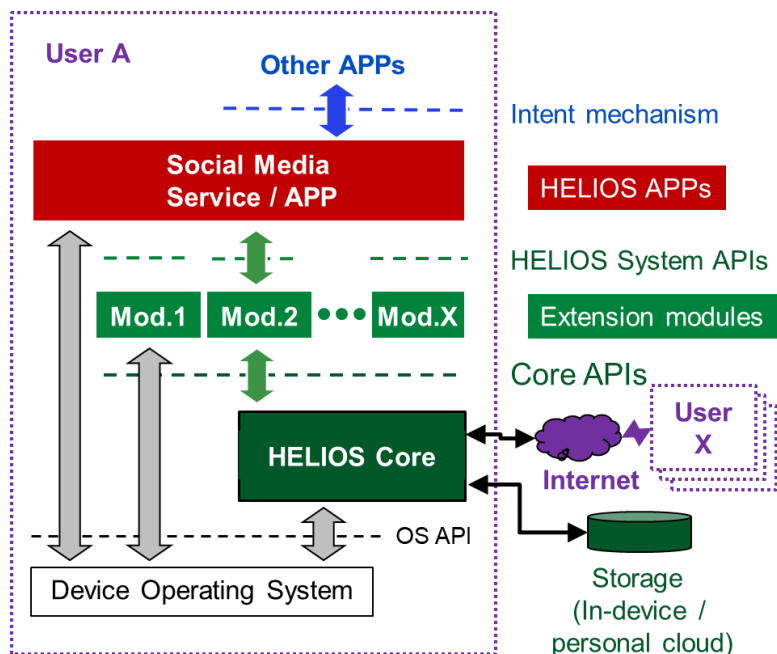 User A
Other APPs
Intent mechanism
Social Media
Service / APP
HELIOS APPs
HELIOS System APIs
Mod.1
Mod.2
Mod.X
Extension modules
Core APIs
User
X
HELIOS Core
Internet
OS API
Device Operating System
Storage
(In-device /
personal cloud)